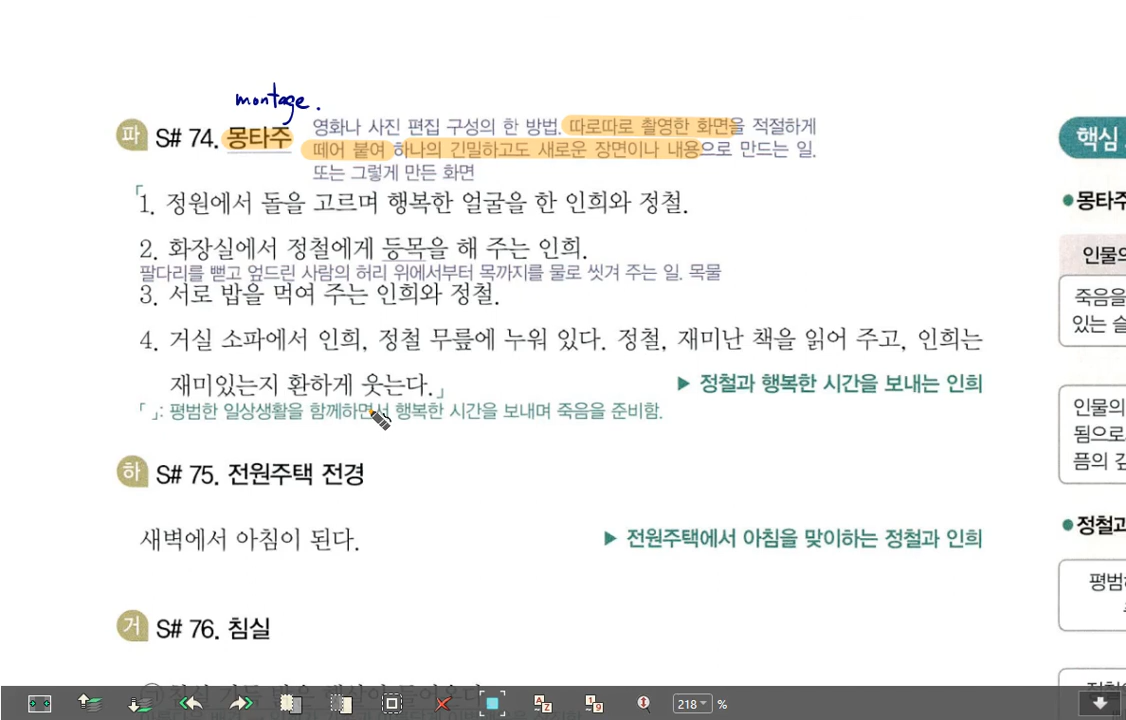 montage.
파 S# 74. 몽타주 영화나 사진 편집 구성의 한 방법. 따로따로 촬영한 화면을 적절하게
떼어 붙여 하나의 긴밀하고도 새로운 장면이나 내용으로 만드는 일.
또는 그렇게 만든 화면
「1. 정원에서 돌을 고르며 행복한 얼굴을 한 인희와 정철.
2. 화장실에서 정철에게 등목을 해 주는 인희.
팔다리를 뻗고 엎드린 사람의 허리 위에서부터 목까지를 물로 씻겨 주는 일. 목물
3. 서로 밥을 먹여 주는 인희와 정철.
4. 거실 소파에서 인희, 정철 무릎에 누워 있다. 정철, 재미난 책을 읽어 주고, 인희는
재미있는지 환하게 웃는다.」 ▶ 정철과 행복한 시간을 보내는 인희
「 」: 평범한 일상생활을 함께하면서 행복한 시간을 보내며 죽음을 준비함.
하 S# 75. 전원주택 전경
새벽에서 아침이 된다. ▶ 전원주택에서 아침을 맞이하는 정철과 인희
거 S# 76. 침실
핵심
●몽타주
인물의
죽음을
있는 슬
인물의
됨으로
픔의 깊
●정철과
평범
218 %